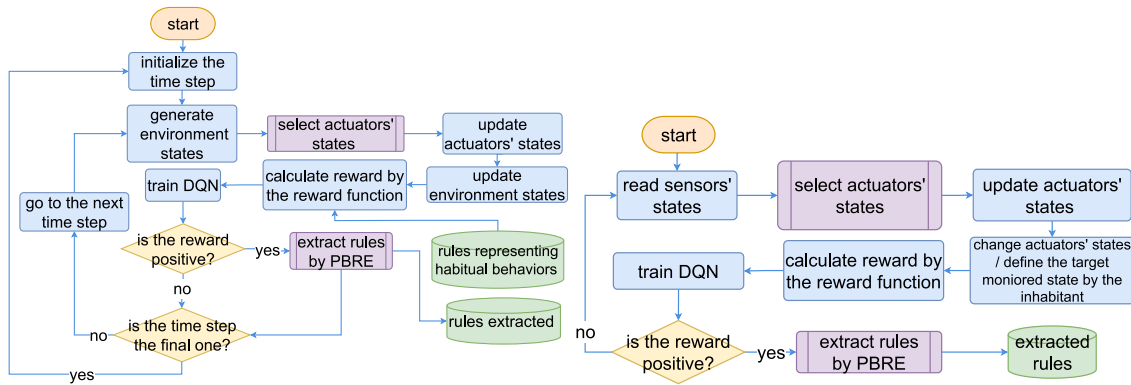 start
initialize the
time step
generate
environment
states
select actuators'
states
update
actuators' states
update
environment states
calculate reward by
the reward function
train DQN
go to the next
time step
is the reward
positive?
yes
extract rules
by PBRE
rules representing
habitual behaviors
no
rules extracted
is the time step
the final one?
no
yes
start
read sensors'
states
select actuators'
states
update actuators'
states
change actuators' states
/ define the target
moniored state by the
inhabitant
calculate reward by
the reward function
train DQN
no
is the reward
positive?
yes
extract rules
by PBRE
extracted
rules